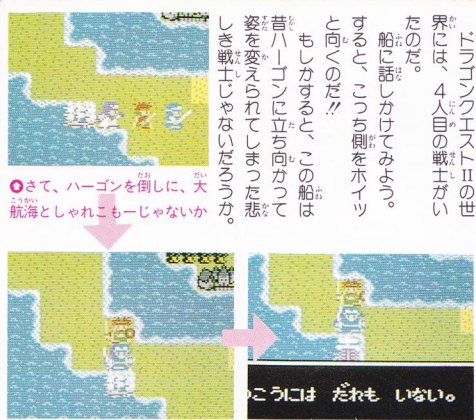 ドラゴンクエストⅡの世
界には、4人目の戦士がい
たのだ。
船に話しかけてみよう。
すると、こっち側をホイッ
と向くのだ!!
もしかすると、この船は
昔ハーゴンに立ち向かって
姿を変えられてしまった悲
しき戦士じゃないだろうか。
✪さて、ハーゴンを倒しに、大
航海としゃれこもーじゃないか
こうには だれも いない。